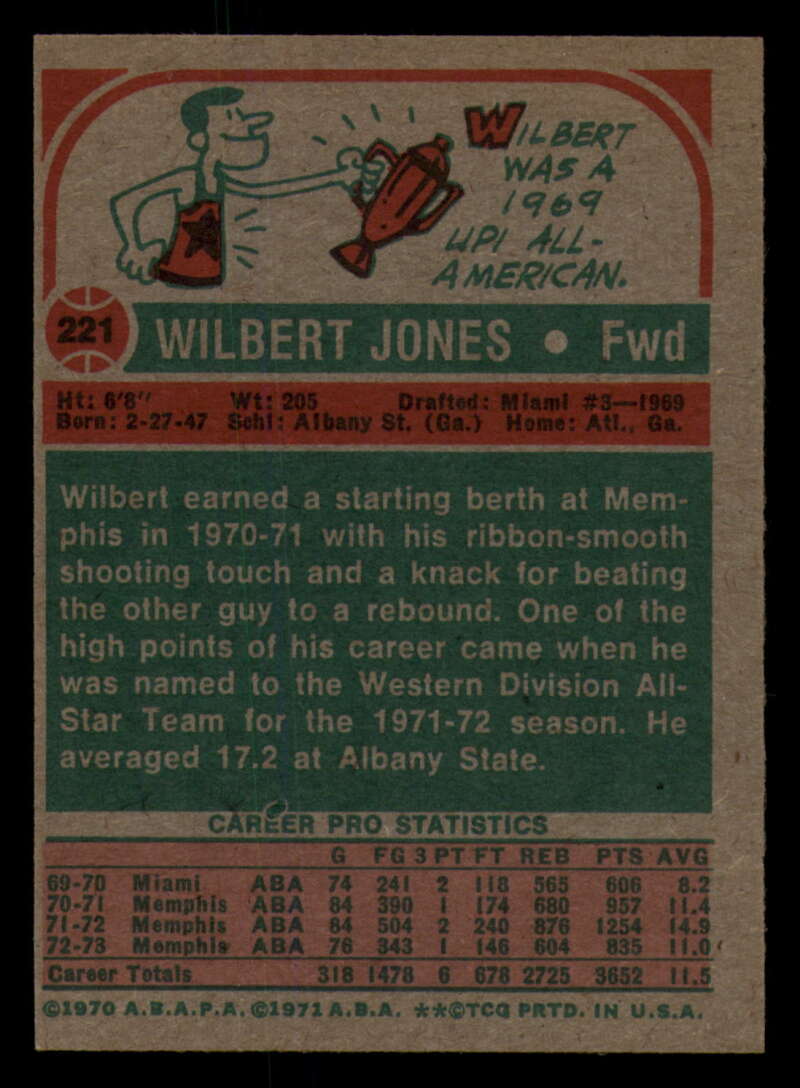 WILBERT
WAS A
1969
UPI ALL-
AMERICAN.
221 WILBERT JONES • Fwd
Ht: 6'8" Wt: 205 Drafted: Miami #3—1969
Born: 2-27-47 Schl: Albany St. (Ga.) Home: Atl., Ga.
Wilbert earned a starting berth at Mem-
phis in 1970-71 with his ribbon-smooth
shooting touch and a knack for beating
the other guy to a rebound. One of the
high points of his career came when he
was named to the Western Division All-
Star Team for the 1971-72 season. He
averaged 17.2 at Albany State.
CAREER PRO STATISTICS
G FG 3 PT FT REB PTS AVG
69-70 Miami ABA 74 241 2 118 565 606 8.2
70-71 Memphis ABA 84 390 1 174 680 957 11.4
71-72 Memphis ABA 84 504 2 240 876 1254 14.9
72-73 Memphis ABA 76 343 1 146 604 835 11.0
Career Totals 318 1478 6 678 2725 3652 11.5
©1970 A.B.A.P.A. ©1971 A.B.A. **©TCG PRTD. IN U.S.A.